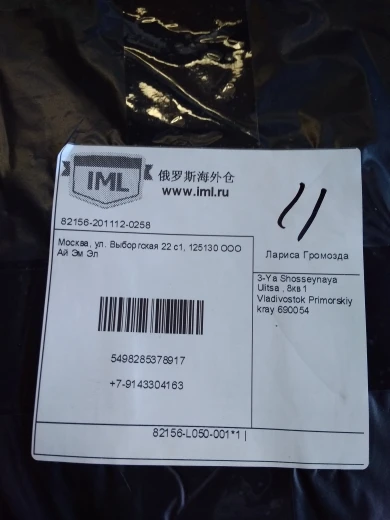 IML
俄罗斯海外仓
www.iml.ru
11
82156-201112-0258
Москва, ул. Выборгская 22 с1, 125130 ООО
Ай Эм Эл
5498285378917
+7-9143304163
Лариса Громозда
3-Ya Shosseynaya
Ulitsa , 8кв1
Vladivostok Primorskiy
kray 690054
82156-L050-001*1